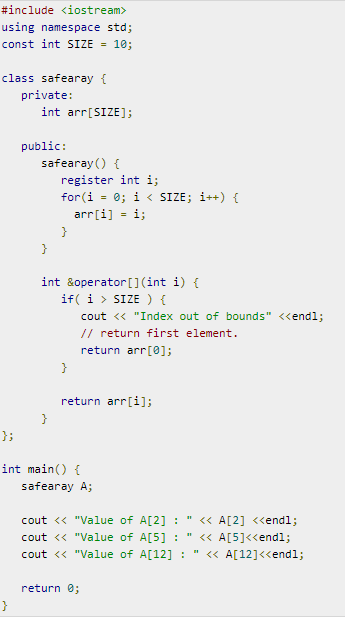 #include <iostream>
using namespace std;
const int SIZE = 10;

class safearay {
   private:
      int arr[SIZE];

   public:
      safearay() {
         register int i;
         for(i = 0; i < SIZE; i++) {
           arr[i] = i;
         }
      }

      int &operator[](int i) {
         if( i > SIZE ) {
            cout << "Index out of bounds" <<endl;
            // return first element.
            return arr[0];
         }

         return arr[i];
      }
};

int main() {
   safearay A;

   cout << "Value of A[2] : " << A[2] <<endl;
   cout << "Value of A[5] : " << A[5]<<endl;
   cout << "Value of A[12] : " << A[12]<<endl;

   return 0;
}